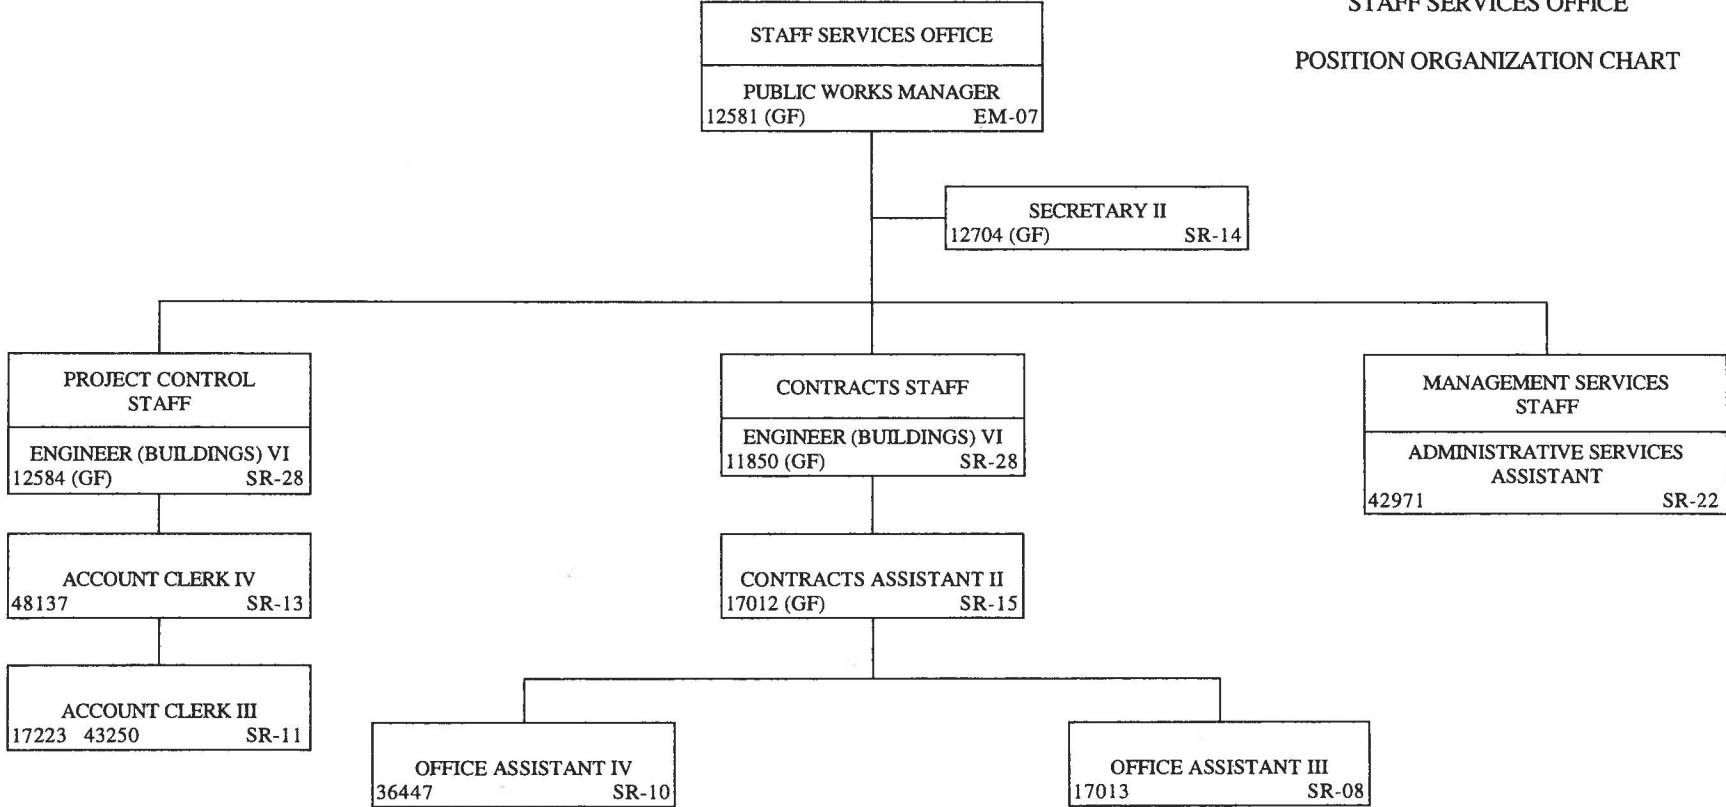 STAFF SERVICES OFFICE
POSITION ORGANIZATION CHART
STAFF SERVICES OFFICE
PUBLIC WORKS MANAGER
12581 (GF) EM-07
SECRETARY II
12704 (GF) SR-14
PROJECT CONTROL
STAFF
ENGINEER (BUILDINGS) VI
12584 (GF) SR-28
ACCOUNT CLERK IV
48137 SR-13
ACCOUNT CLERK III
17223 43250 SR-11
CONTRACTS STAFF
ENGINEER (BUILDINGS) VI
11850 (GF) SR-28
CONTRACTS ASSISTANT II
17012 (GF) SR-15
OFFICE ASSISTANT IV
36447 SR-10
OFFICE ASSISTANT III
17013 SR-08
MANAGEMENT SERVICES
STAFF
ADMINISTRATIVE SERVICES
ASSISTANT
42971 SR-22